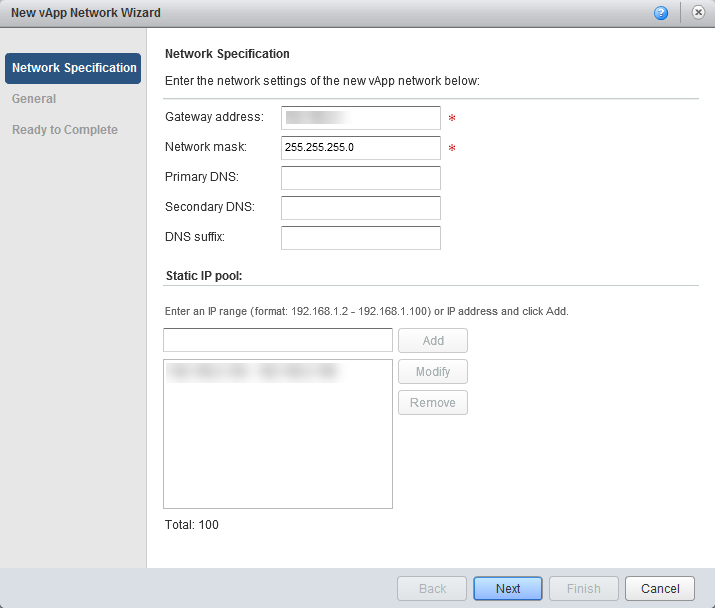 New vApp Network Wizard
Network Specification
General
Ready to Complete
Network Specification
Enter the network settings of the new vApp network below:
Gateway address: *
Network mask: 255.255.255.0 *
Primary DNS:
Secondary DNS:
DNS suffix:
Static IP pool:
Enter an IP range (format: 192.168.1.2 - 192.168.1.100) or IP address and click Add.
Add
Modify
Remove
Total: 100
Back Next Finish Cancel